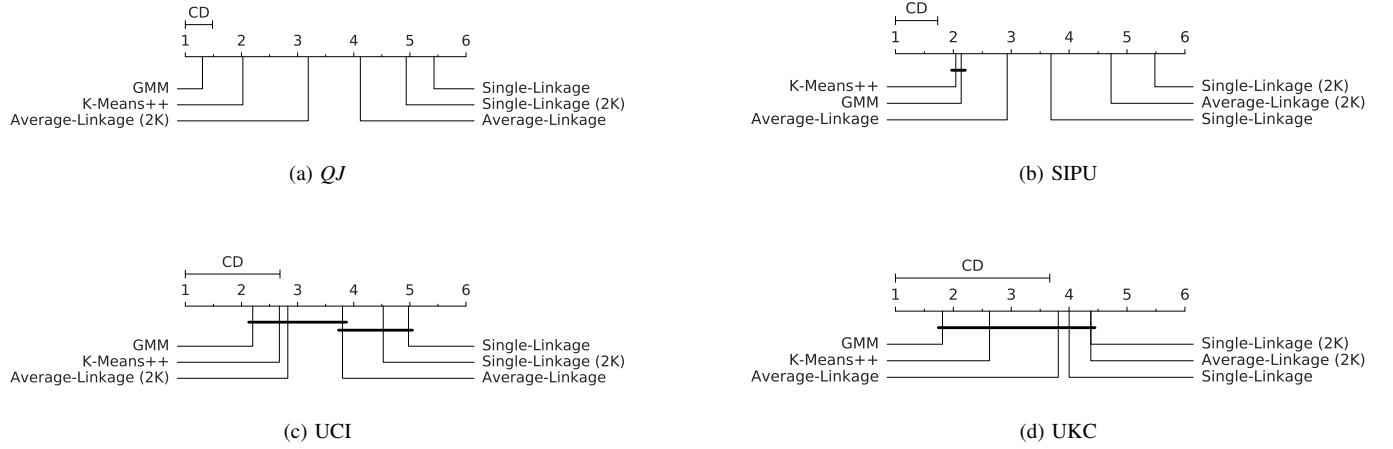 CD
1 2 3 4 5 6
GMM
K-Means++
Average-Linkage (2K)
Single-Linkage
Single-Linkage (2K)
Average-Linkage
(a) QJ
CD
1 2 3 4 5 6
K-Means++
GMM
Average-Linkage
Single-Linkage (2K)
Average-Linkage (2K)
Single-Linkage
(b) SIPU
CD
1 2 3 4 5 6
GMM
K-Means++
Average-Linkage (2K)
Single-Linkage
Single-Linkage (2K)
Average-Linkage
(c) UCI
CD
1 2 3 4 5 6
GMM
K-Means++
Average-Linkage
Single-Linkage (2K)
Average-Linkage (2K)
Single-Linkage
(d) UKC